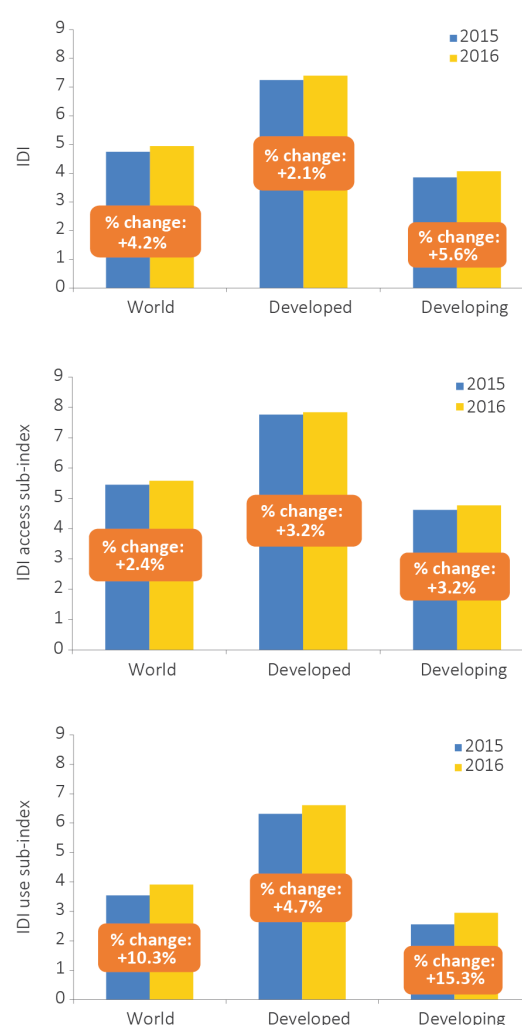 9
8
7
6
5
4
3
2
1
0
IDI
2015
2016
% change:
+4.2%
% change:
+2.1%
% change:
+5.6%
World
Developed
Developing
9
8
7
6
5
4
3
2
1
0
IDI access sub-index
2015
2016
% change:
+2.4%
% change:
+3.2%
% change:
+3.2%
World
Developed
Developing
9
8
7
6
5
4
3
2
1
0
IDI use sub-index
2015
2016
% change:
+10.3%
% change:
+4.7%
% change:
+15.3%
World
Developed
Developing